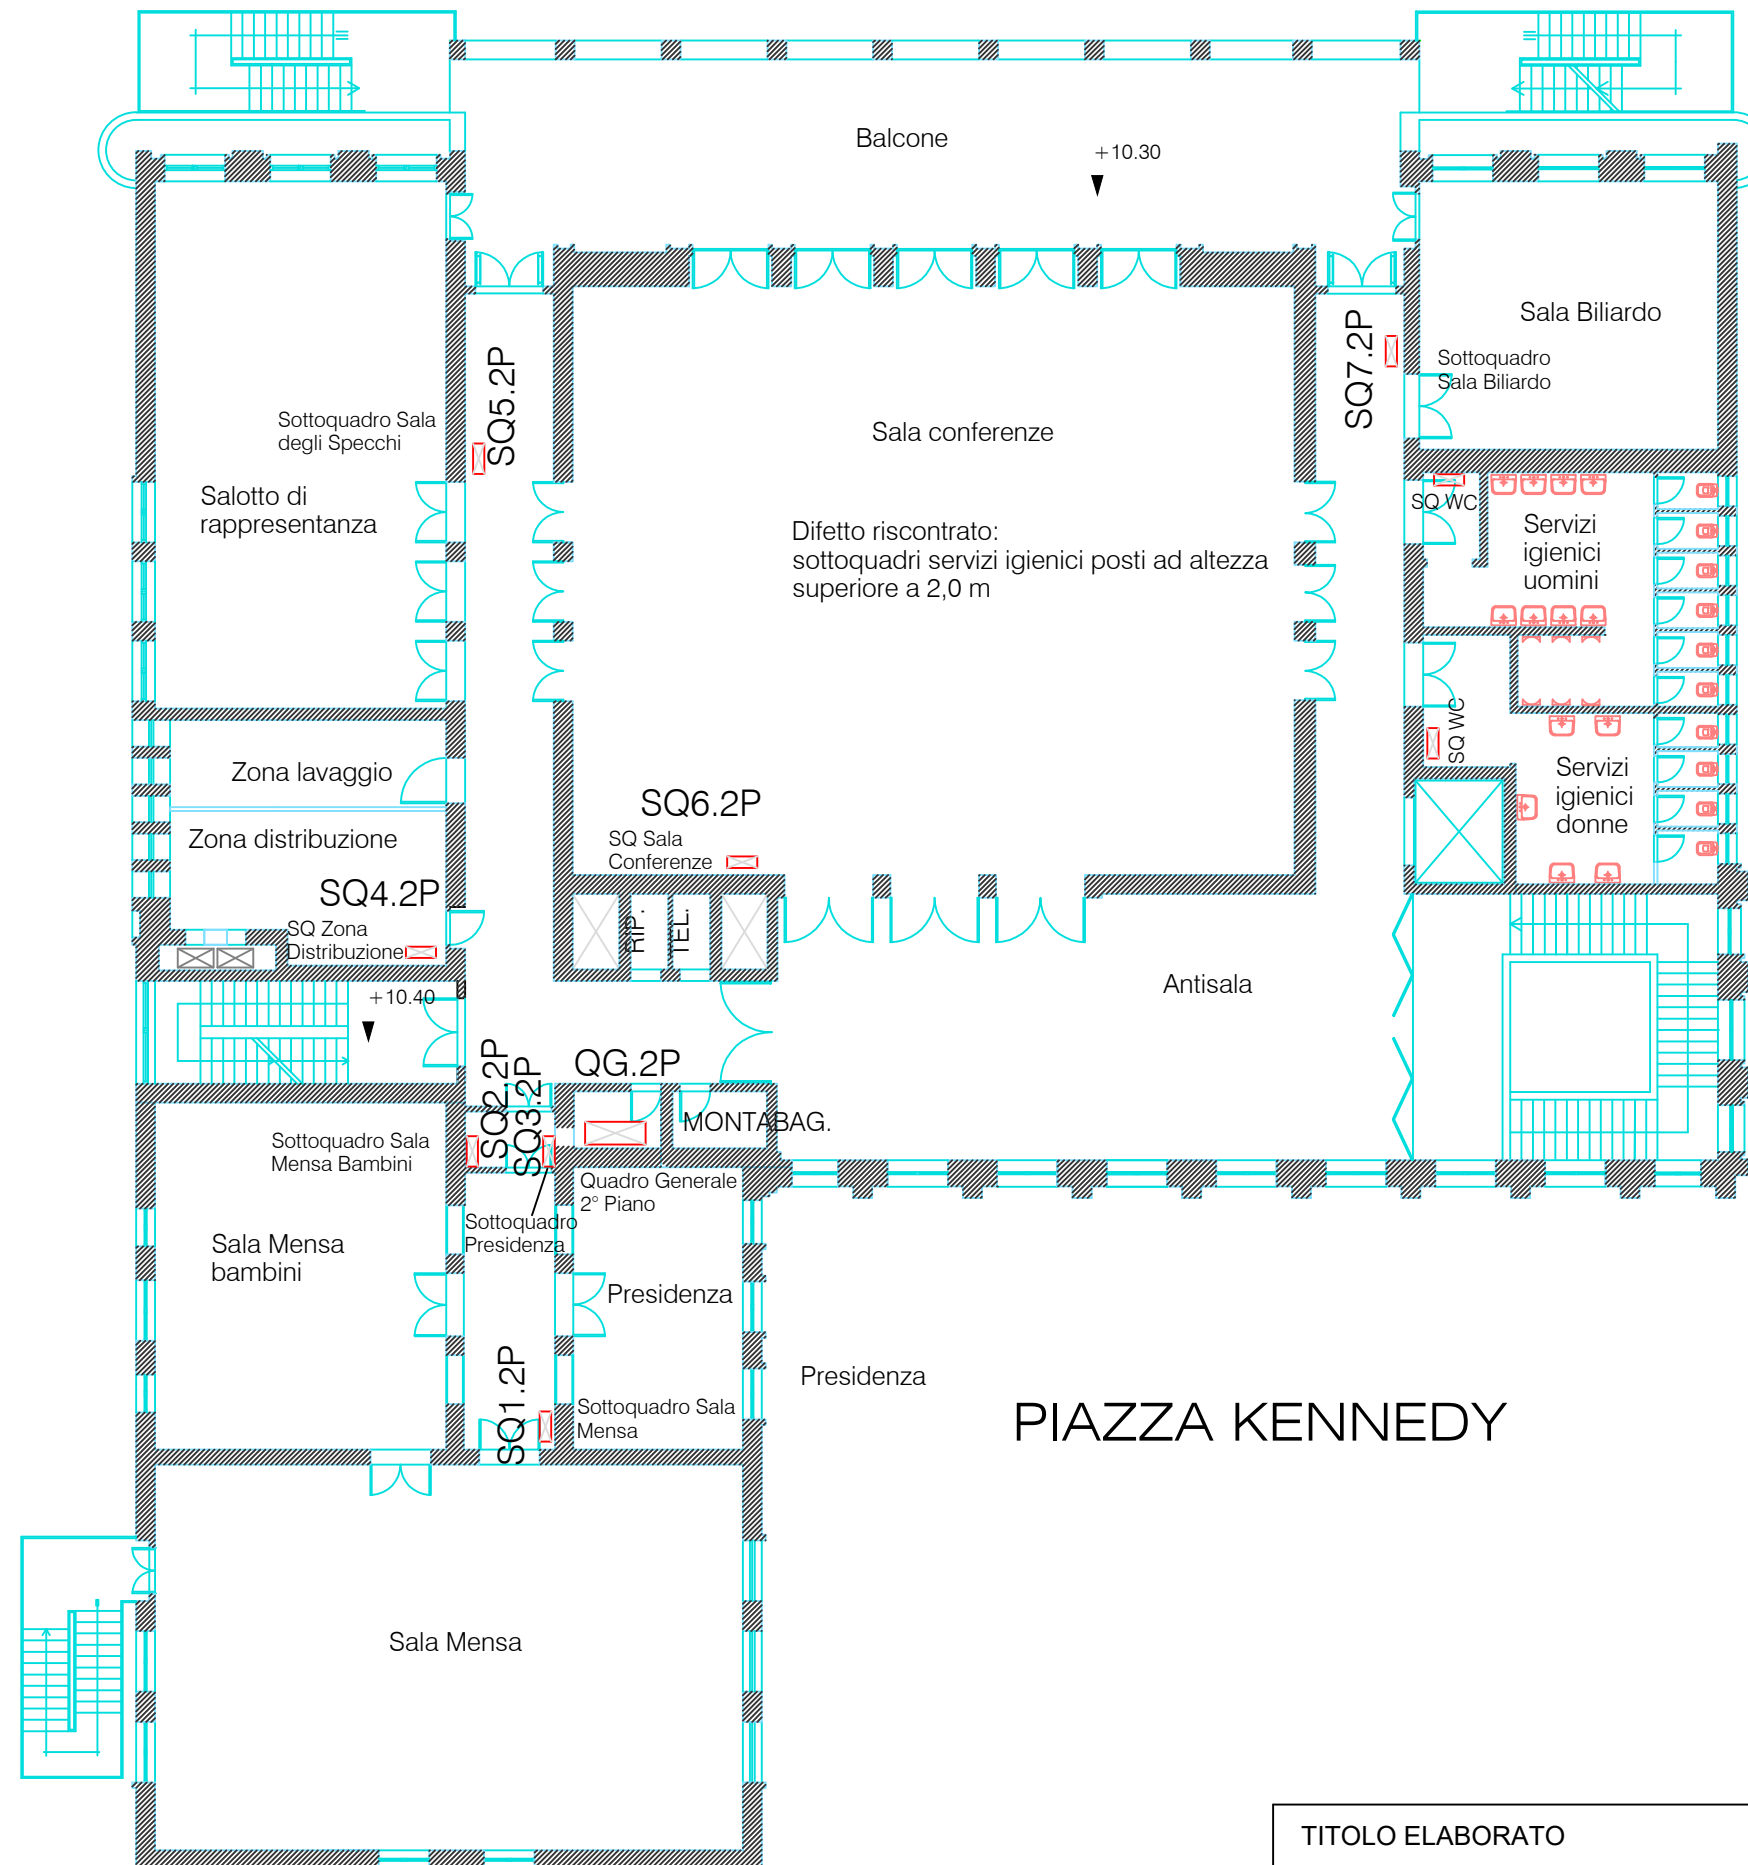 Balcone
+10.30
Sala Biliardo
SQ7.2P
Sottoquadro
Sala Biliardo
SQ5.2P
Sottoquadro Sala
degli Specchi
Sala conferenze
Salotto di
rappresentanza
SQ WC
Servizi
igienici
uomini
Difetto riscontrato:
sottoquadri servizi igienici posti ad altezza
superiore a 2,0 m
SQ WC
Zona lavaggio
Servizi
igienici
donne
SQ6.2P
SQ Sala
Conferenze
Zona distribuzione
SQ4.2P
SQ Zona
Distribuzione
RIP.
TEL.
Antisala
+10.40
SQ2.2P
SQ3.2P
QG.2P
MONTABAG.
Sottoquadro Sala
Mensa Bambini
Quadro Generale
2° Piano
Sottoquadro
Presidenza
Sala Mensa
bambini
Presidenza
SQ1.2P
Presidenza
Sottoquadro Sala
Mensa
PIAZZA KENNEDY
Sala Mensa
TITOLO ELABORATO